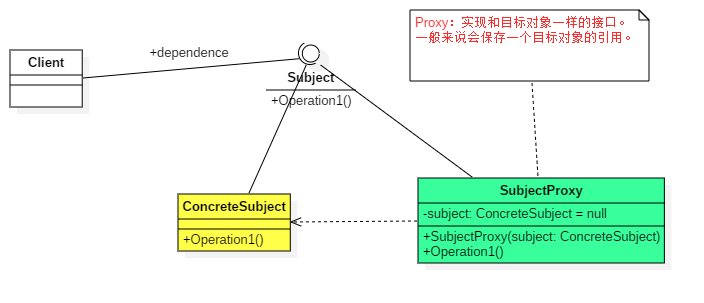 Proxy：实现和目标对象一样的接口。
一般来说会保存一个目标对象的引用。
Client
+dependence
Subject
+Operation1()
ConcreteSubject
+Operation1()
SubjectProxy
-subject: ConcreteSubject = null
+SubjectProxy(subject: ConcreteSubject)
+Operation1()